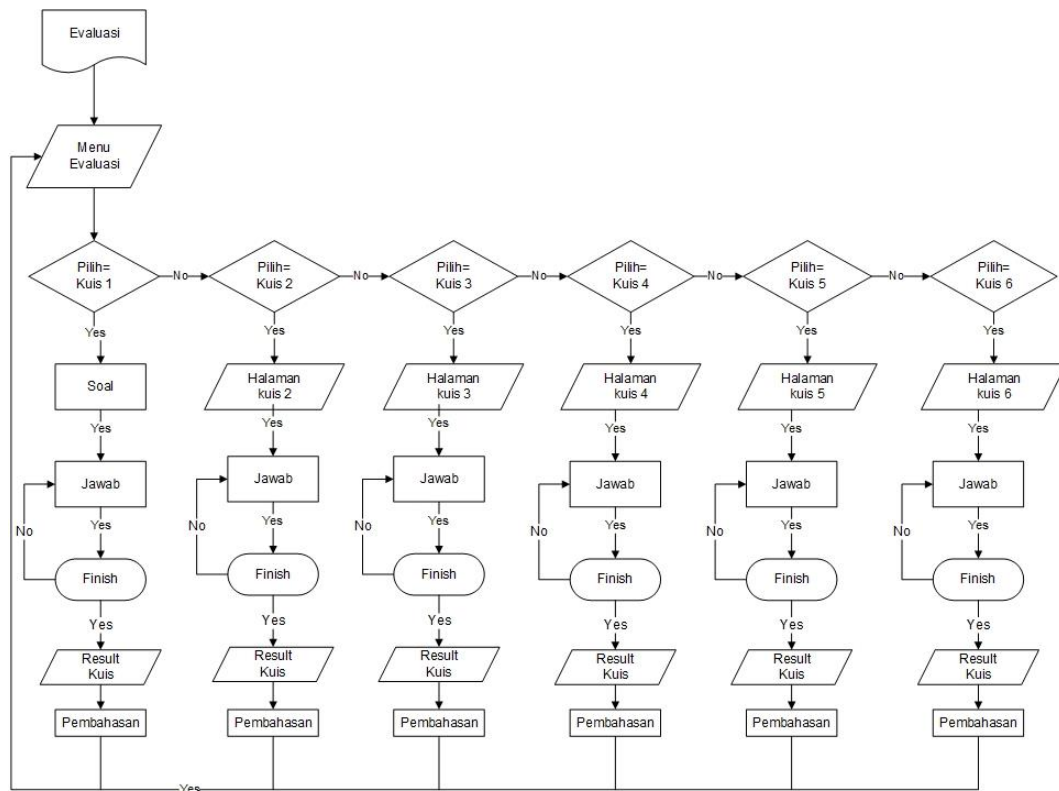 Evaluasi
Menu
Evaluasi
Pilih=
Kuis 1
No
Pilih=
Kuis 2
No
Pilih=
Kuis 3
No
Pilih=
Kuis 4
No
Pilih=
Kuis 5
No
Pilih=
Kuis 6
Yes
Yes
Yes
Yes
Yes
Yes
Soal
Halaman
kuis 2
Halaman
kuis 3
Halaman
kuis 4
Halaman
kuis 5
Halaman
kuis 6
Yes
Yes
Yes
Yes
Yes
Yes
Jawab
Jawab
Jawab
Jawab
Jawab
Jawab
No
Yes
No
Yes
No
Yes
No
Yes
No
Yes
No
Yes
Finish
Finish
Finish
Finish
Finish
Finish
Yes
Yes
Yes
Yes
Yes
Yes
Result
Kuis
Result
Kuis
Result
Kuis
Result
Kuis
Result
Kuis
Result
Kuis
Pembahasan
Pembahasan
Pembahasan
Pembahasan
Pembahasan
Pembahasan
Yes